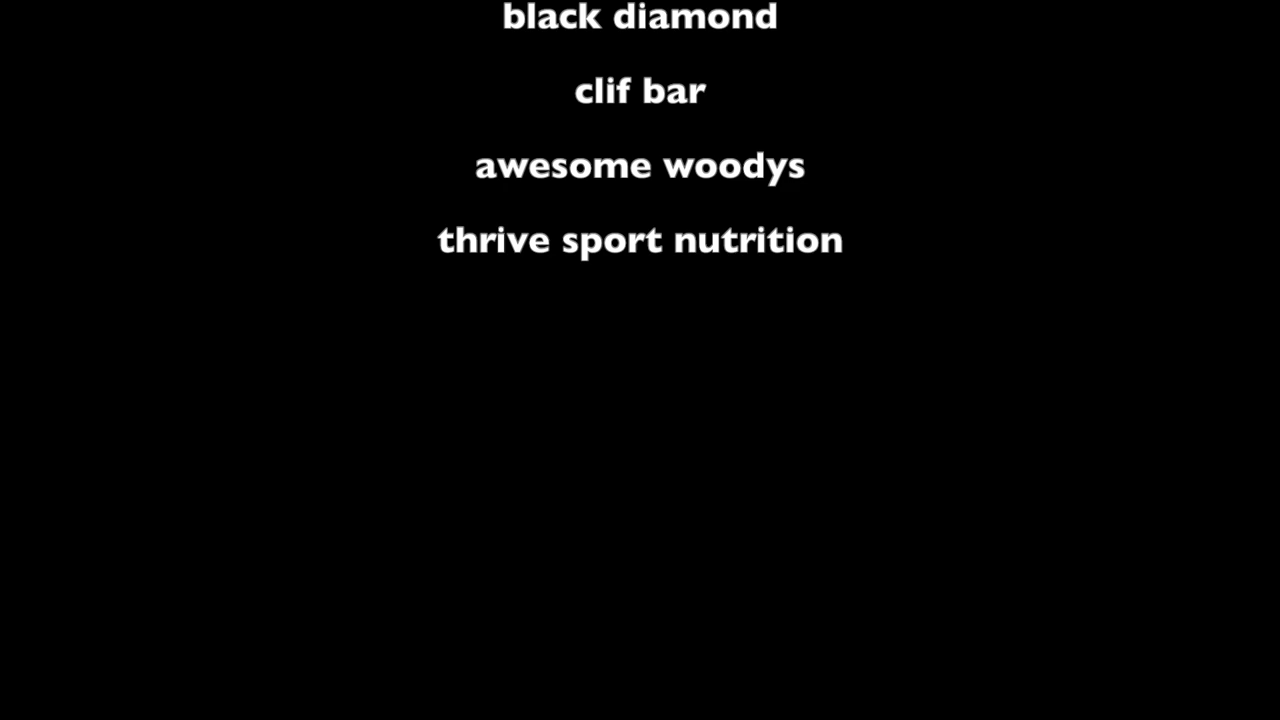 black diamond
clif bar
awesome woodys
thrive sport nutrition